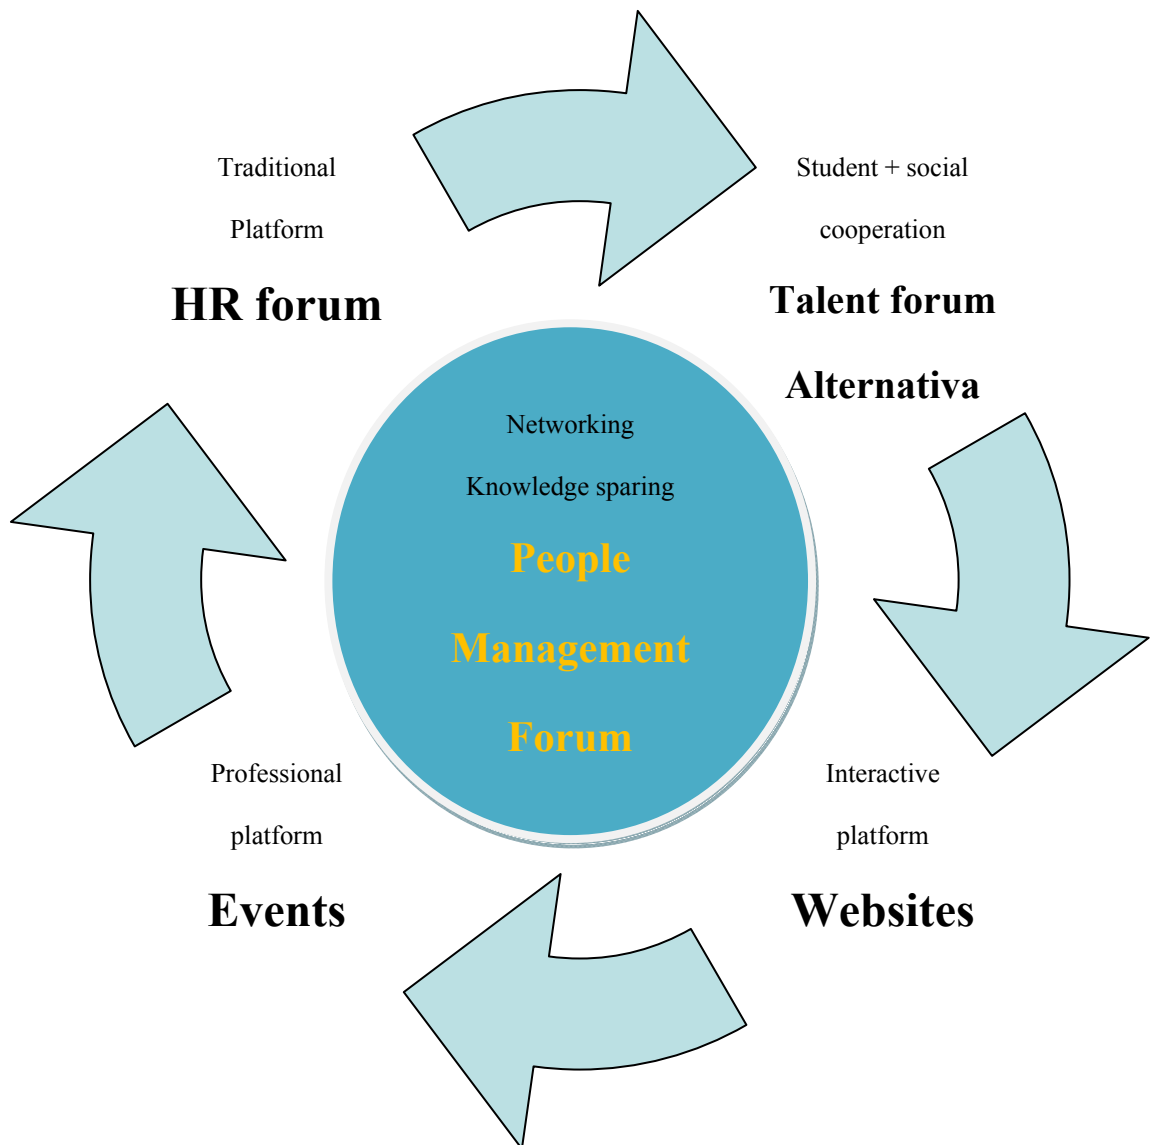 Traditional
Platform
HR forum
Student + social
cooperation
Talent forum
Alternativa
Networking
Knowledge sparing
People
Management
Forum
Professional
platform
Events
Interactive
platform
Websites